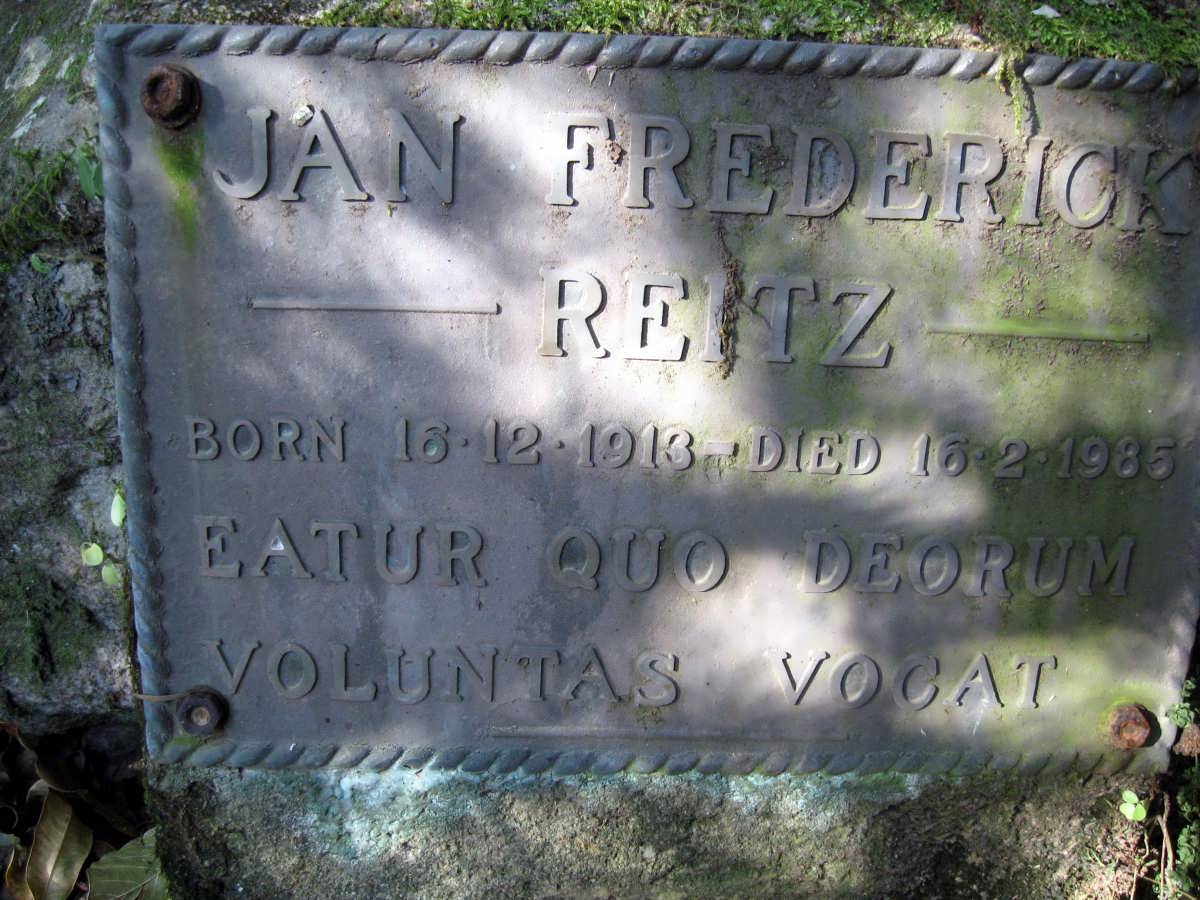 JAN FREDERICK
REITZ
BORN 16·12·1913-DIED 16·2·1985
EATUR QUO DEORUM
VOLUNTAS VOCAT